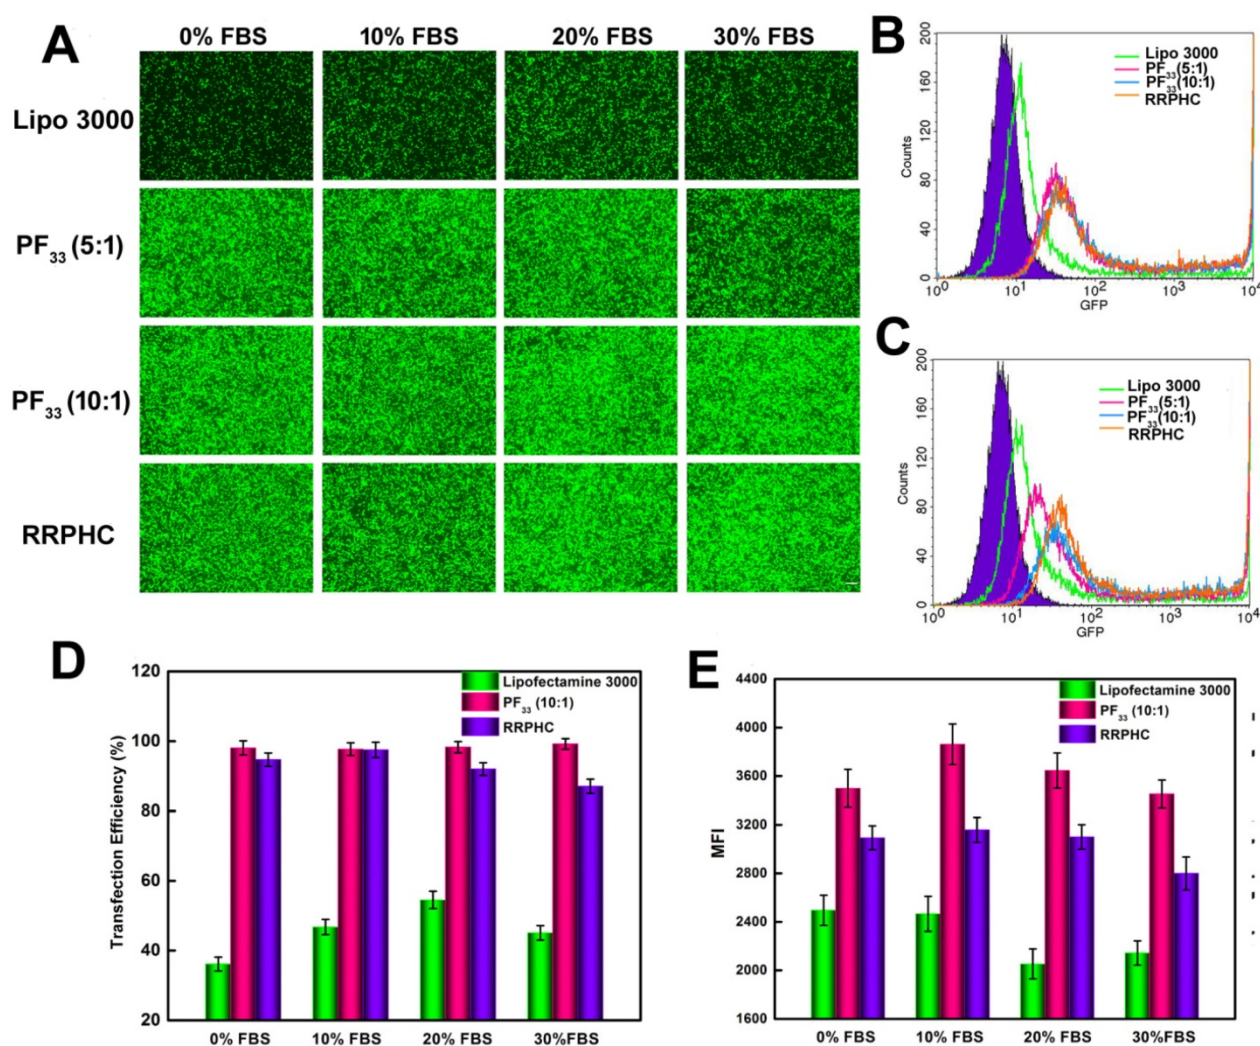 A
0% FBS 10% FBS 20% FBS 30% FBS
Lipo 3000
PF33 (5:1)
PF33 (10:1)
RRPHC
B
200
160
120
80
40
0
Counts
Lipo 3000
PF33(5:1)
PF33(10:1)
RRPHC
10^0 10^1 10^2 10^3 10^4
GFP
C
200
160
120
80
40
0
Counts
Lipo 3000
PF33(5:1)
PF33(10:1)
RRPHC
10^0 10^1 10^2 10^3 10^4
GFP
D
120
100
80
60
40
20
Transfection Efficiency (%)
Lipofectamine 3000
PF33 (10:1)
RRPHC
0% FBS 10% FBS 20% FBS 30%FBS
E
4400
4000
3600
3200
2800
2400
2000
1600
MFI
Lipofectamine 3000
PF33 (10:1)
RRPHC
0% FBS 10% FBS 20% FBS 30%FBS